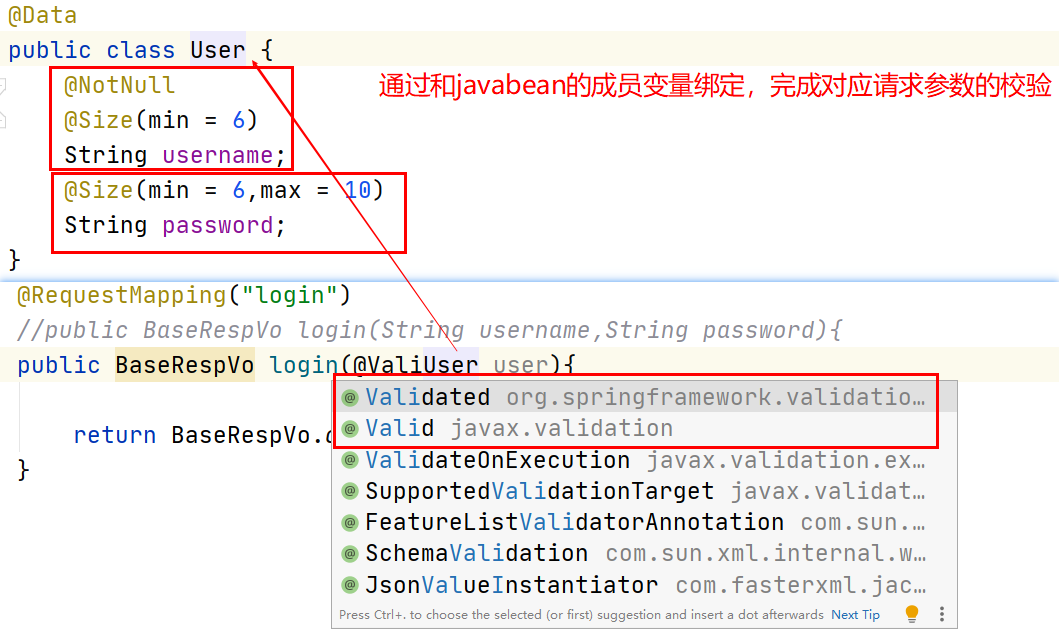 @Data
public class User {
@NotNull
通过和javabean的成员变量绑定，完成对应请求参数的校验
@Size(min = 6)
String username;
@Size(min = 6,max = 10)
String password;
}
@RequestMapping("login")
//public BaseRespVo login(String username,String password){
public BaseRespVo login(@ValiUser user){
Validated org.springframework.validatio…
Valid javax.validation
return BaseRespVo.
ValidateOnExecution javax.validation.ex…
}
SupportedValidationTarget javax.validat…
FeatureListValidatorAnnotation com.sun.…
SchemaValidation com.sun.xml.internal.w…
JsonValueInstantiator com.fasterxml.jac…
Press Ctrl+. to choose the selected (or first) suggestion and insert a dot afterwards Next Tip